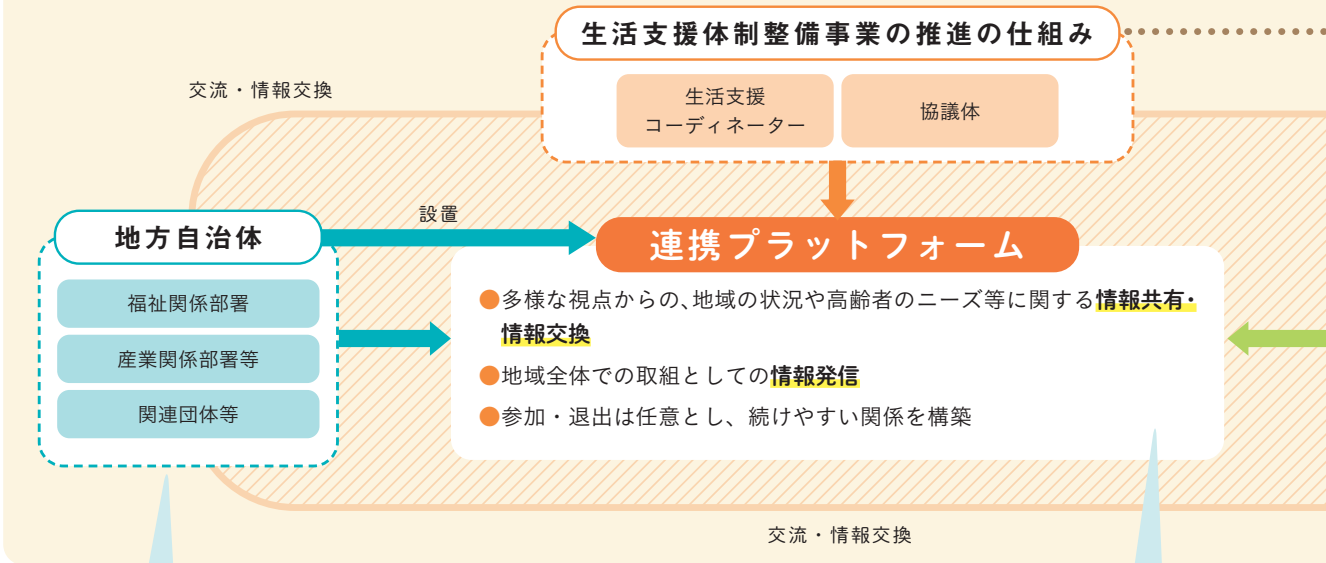 生活支援体制整備事業の推進の仕組み
生活支援
コーディネーター
協議体
交流・情報交換
地方自治体
福祉関係部署
産業関係部署等
関連団体等
設置
連携プラットフォーム
●多様な視点からの、地域の状況や高齢者のニーズ等に関する情報共有・
情報交換
●地域全体での取組としての情報発信
●参加・退出は任意とし、続けやすい関係を構築
交流・情報交換